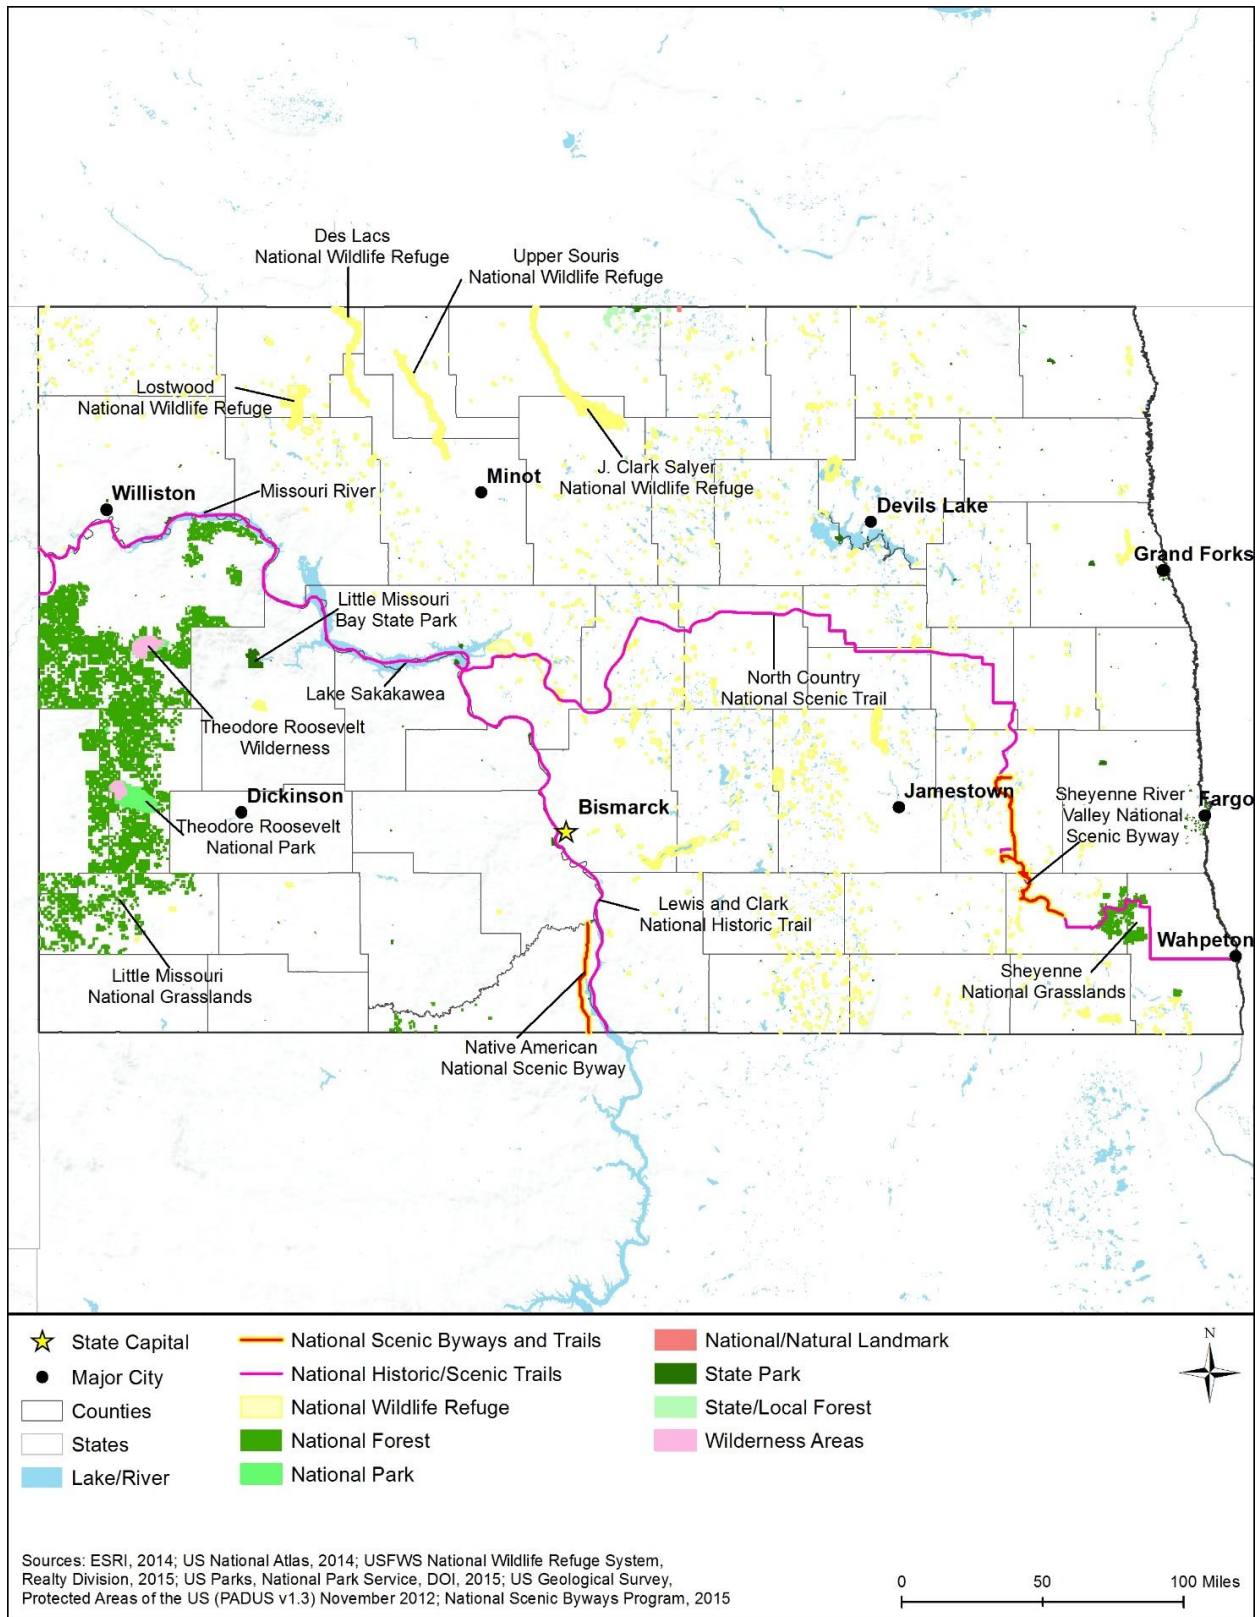 Des Lacs
National Wildlife Refuge
Upper Souris
National Wildlife Refuge
Lostwood
National Wildlife Refuge
J. Clark Salyer
National Wildlife Refuge
Minot
Williston
Missouri River
Devils Lake
Grand Forks
Little Missouri
Bay State Park
North Country
National Scenic Trail
Lake Sakakawea
Theodore Roosevelt
Wilderness
Dickinson
Bismarck
Jamestown
Sheyenne River
Valley National
Scenic Byway
Fargo
Theodore Roosevelt
National Park
Lewis and Clark
National Historic Trail
Wahpeton
Little Missouri
National Grasslands
Sheyenne
National Grasslands
Native American
National Scenic Byway
State Capital
Major City
Counties
States
Lake/River
National Scenic Byways and Trails
National Historic/Scenic Trails
National Wildlife Refuge
National Forest
National Park
National/Natural Landmark
State Park
State/Local Forest
Wilderness Areas
N
Sources: ESRI, 2014; US National Atlas, 2014; USFWS National Wildlife Refuge System,
Realty Division, 2015; US Parks, National Park Service, DOI, 2015; US Geological Survey,
Protected Areas of the US (PADUS v1.3) November 2012; National Scenic Byways Program, 2015
0 50 100 Miles